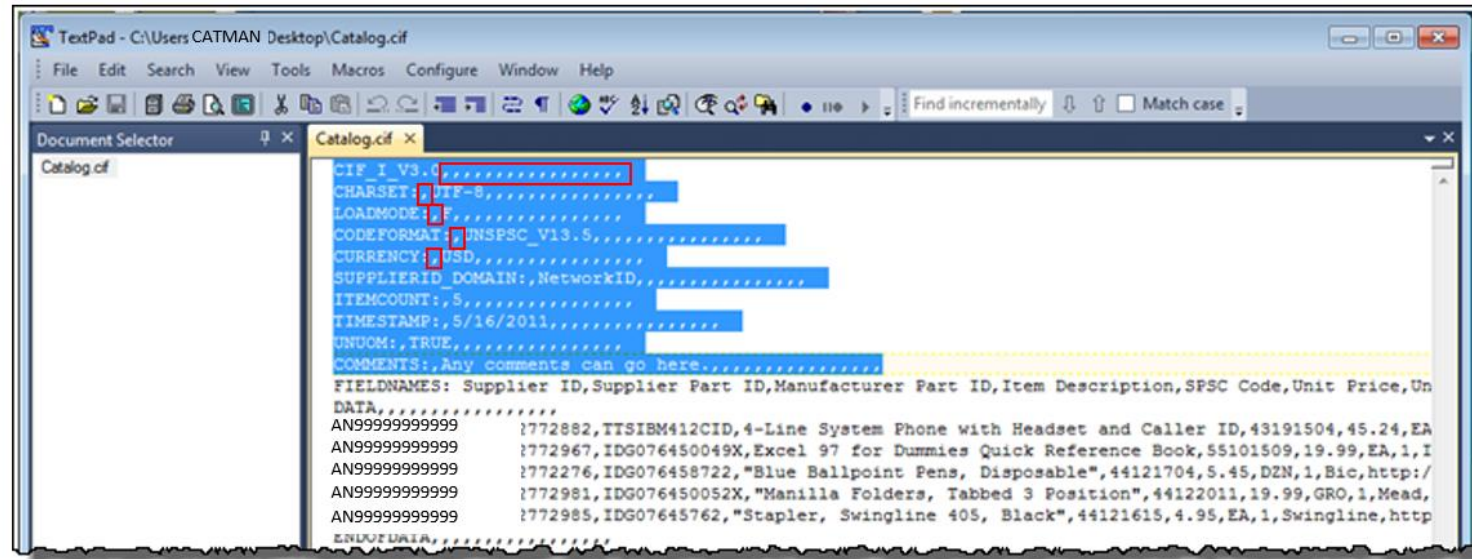 TextPad - C:\Users CATMAN Desktop\Catalog.cif
File Edit Search View Tools Macros Configure Window Help
Find incrementally Match case
Document Selector
Catalog.cif
Catalog.cif
CIF_I_V3.0,,,,,,,,,,,,,,,,,
CHARSET:,UTF-8,,,,,,,,,,,,,,,,
LOADMODE:,F,,,,,,,,,,,,,,,,
CODEFORMAT:,UNSPSC_V13.5,,,,,,,,,,,,,,,,
CURRENCY:,USD,,,,,,,,,,,,,,,,
SUPPLIERID_DOMAIN:,NetworkID,,,,,,,,,,,,,,,,
ITEMCOUNT:,5,,,,,,,,,,,,,,,,
TIMESTAMP:,5/16/2011,,,,,,,,,,,,,,,,
UNUOM:,TRUE,,,,,,,,,,,,,,,,
COMMENTS:,Any comments can go here.,,,,,,,,,,,,,,,,
FIELDNAMES: Supplier ID,Supplier Part ID,Manufacturer Part ID,Item Description,SPSC Code,Unit Price,Un
DATA,,,,,,,,,,,,,,,,,
AN99999999999 2772882,TTSIBM412CID,4-Line System Phone with Headset and Caller ID,43191504,45.24,EA
AN99999999999 2772967,IDG076450049X,Excel 97 for Dummies Quick Reference Book,55101509,19.99,EA,1,I
AN99999999999 2772276,IDG076458722,"Blue Ballpoint Pens, Disposable",44121704,5.45,DZN,1,Bic,http:/
AN99999999999 2772981,IDG076450052X,"Manilla Folders, Tabbed 3 Position",44122011,19.99,GRO,1,Mead,
AN99999999999 2772985,IDG07645762,"Stapler, Swingline 405, Black",44121615,4.95,EA,1,Swingline,http
ENDOFDATA,,,,,,,,,,,,,,,,,